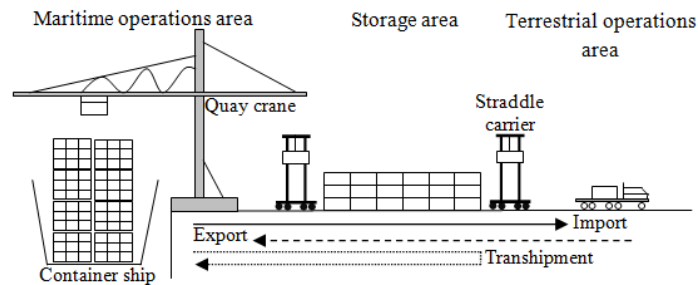 Maritime operations area
Storage area
Terrestrial operations
area
Quay crane
Straddle
carrier
Import
Export
Transhipment
Container ship